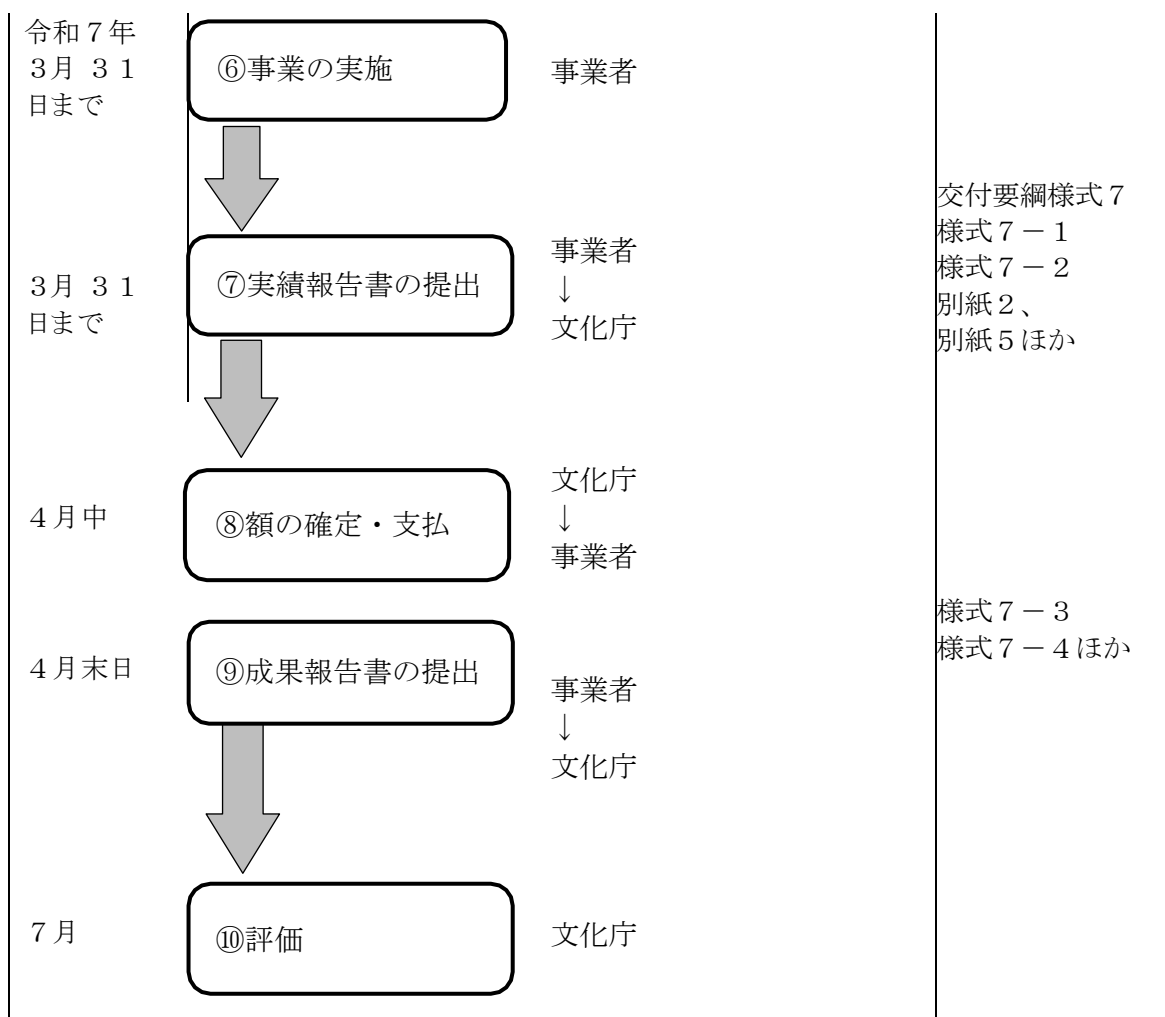 令和７年
３月 ３１
日まで
⑥事業の実施
事業者
交付要綱様式７
様式７－１
様式７－２
別紙２、
別紙５ほか
３月 ３１
日まで
⑦実績報告書の提出
事業者
↓
文化庁
４月中
⑧額の確定・支払
文化庁
↓
事業者
様式７－３
様式７－４ほか
４月末日
⑨成果報告書の提出
事業者
↓
文化庁
７月
⑩評価
文化庁